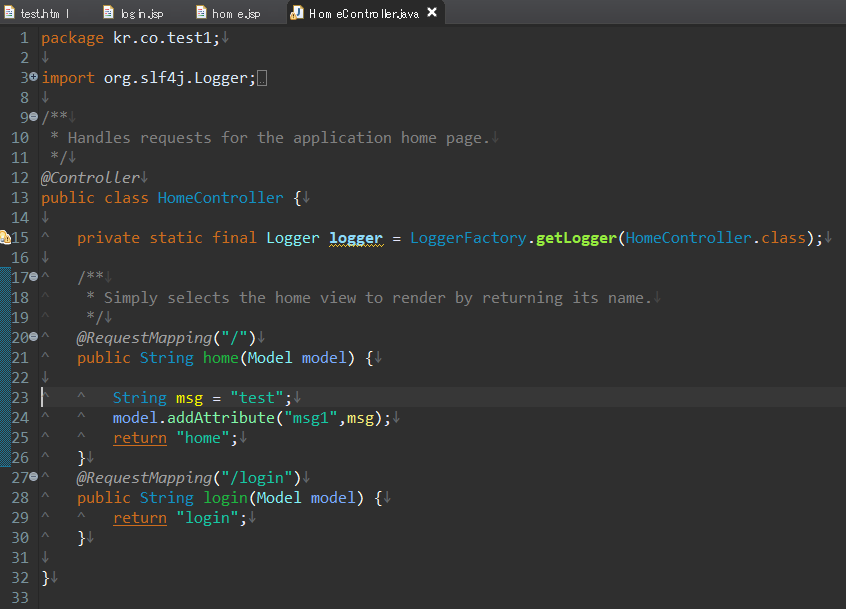 test.html login.jsp home.jsp HomeController.java
1 package kr.co.test1;
2
3 import org.slf4j.Logger;
8
9 /**
10 * Handles requests for the application home page.
11 */
12 @Controller
13 public class HomeController {
14
15 private static final Logger logger = LoggerFactory.getLogger(HomeController.class);
16
17 /**
18 * Simply selects the home view to render by returning its name.
19 */
20 @RequestMapping("/")
21 public String home(Model model) {
22
23 String msg = "test";
24 model.addAttribute("msg1",msg);
25 return "home";
26 }
27 @RequestMapping("/login")
28 public String login(Model model) {
29 return "login";
30 }
31
32 }
33